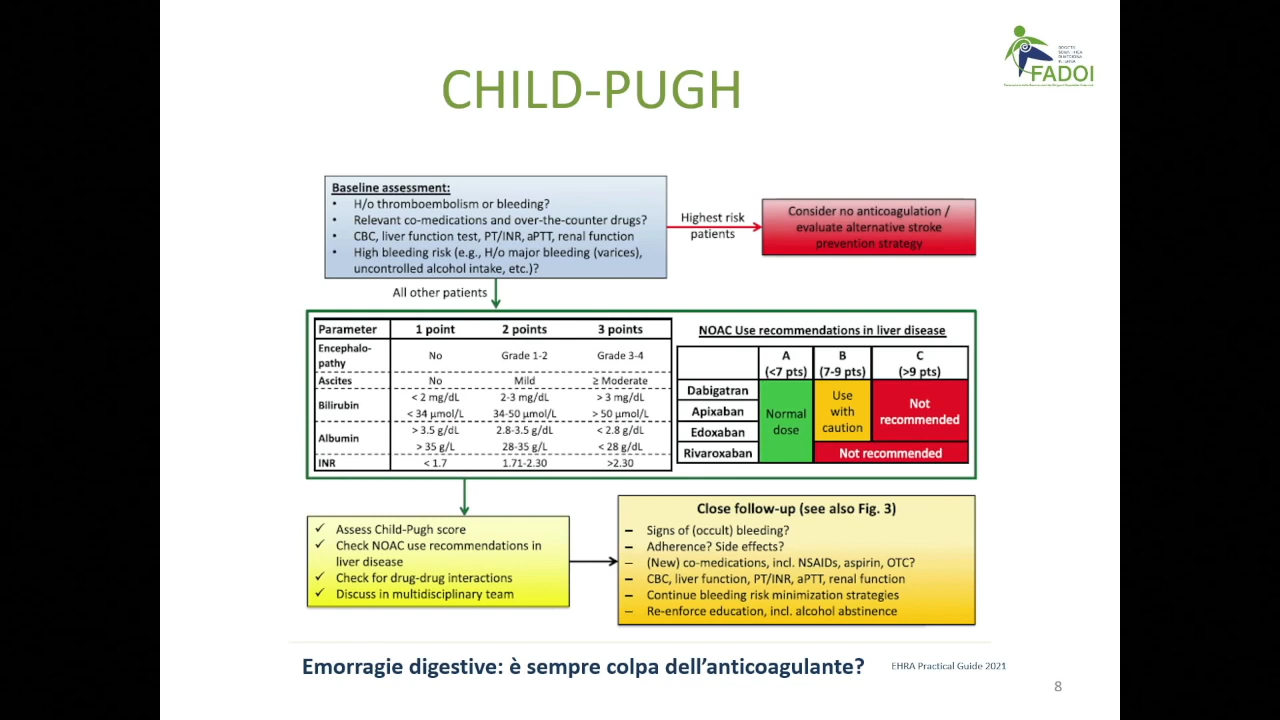 FADOI
CHILD-PUGH
Baseline assessment:
• H/o thromboembolism or bleeding?
• Relevant co-medications and over-the-counter drugs?
• CBC, liver function test, PT/INR, aPTT, renal function
• High bleeding risk (e.g., H/o major bleeding (varices),
uncontrolled alcohol intake, etc.)?
Highest risk
patients
Consider no anticoagulation /
evaluate alternative stroke
prevention strategy
All other patients
Parameter 1 point 2 points 3 points
Encephalo-
pathy No Grade 1-2 Grade 3-4
Ascites No Mild ≥ Moderate
Bilirubin < 2 mg/dL 2-3 mg/dL > 3 mg/dL
< 34 μmol/L 34-50 μmol/L > 50 μmol/L
Albumin > 3.5 g/dL 2.8-3.5 g/dL < 2.8 g/dL
> 35 g/L 28-35 g/L < 28 g/dL
INR < 1.7 1.71-2.30 >2.30
NOAC Use recommendations in liver disease
A B C
(<7 pts) (7-9 pts) (>9 pts)
Dabigatran
Apixaban
Edoxaban
Rivaroxaban
Normal
dose
Use
with
caution
Not
recommended
Not recommended
✓ Assess Child-Pugh score
✓ Check NOAC use recommendations in
liver disease
✓ Check for drug-drug interactions
✓ Discuss in multidisciplinary team
Close follow-up (see also Fig. 3)
– Signs of (occult) bleeding?
– Adherence? Side effects?
– (New) co-medications, incl. NSAIDs, aspirin, OTC?
– CBC, liver function, PT/INR, aPTT, renal function
– Continue bleeding risk minimization strategies
– Re-enforce education, incl. alcohol abstinence
Emorragie digestive: è sempre colpa dell’anticoagulante?
EHRA Practical Guide 2021
8